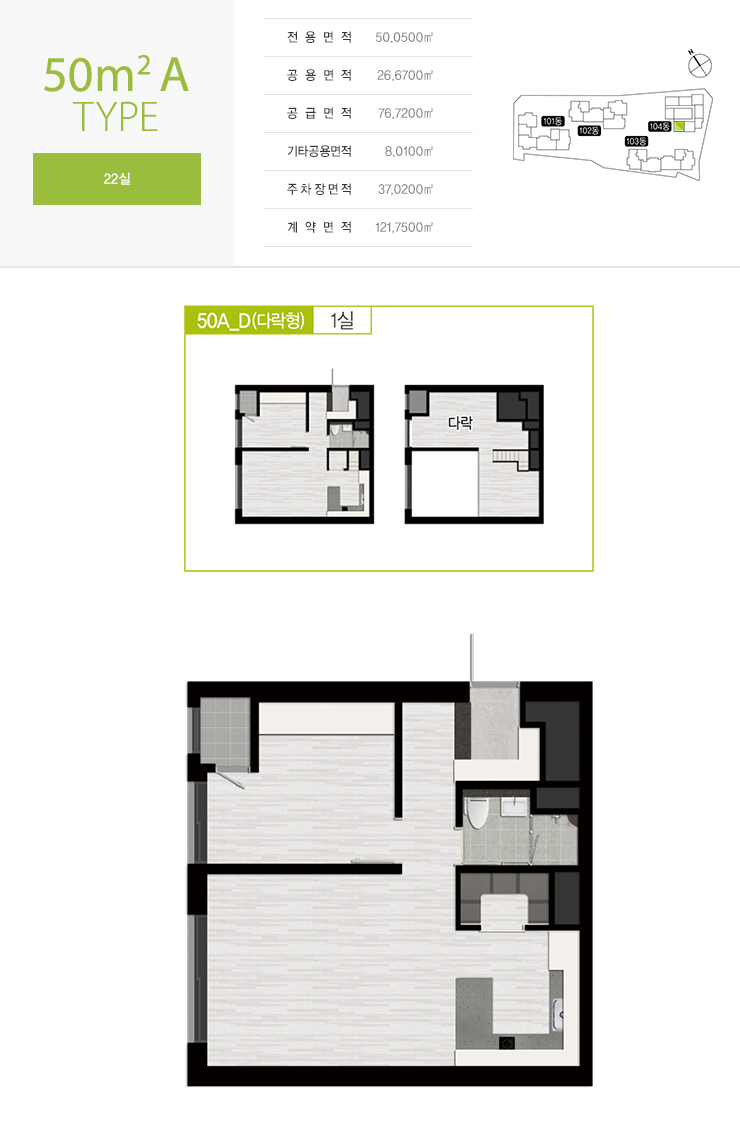 50m² A
TYPE
22실
전용면적 50.0500㎡
공용면적 26.6700㎡
공급면적 76.7200㎡
기타공용면적 8.0100㎡
주차장면적 37.0200㎡
계약면적 121.7500㎡
N
101동
102동
103동
104동
50A_D(다락형) 1실
다락